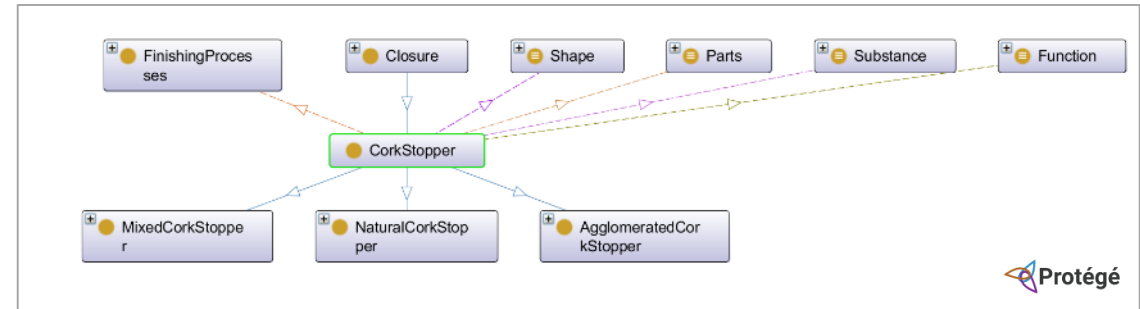 FinishingProces
ses
Closure
Shape
Parts
Substance
Function
CorkStopper
MixedCorkStoppe
r
NaturalCorkStop
per
AgglomeratedCor
kStopper
Protégé